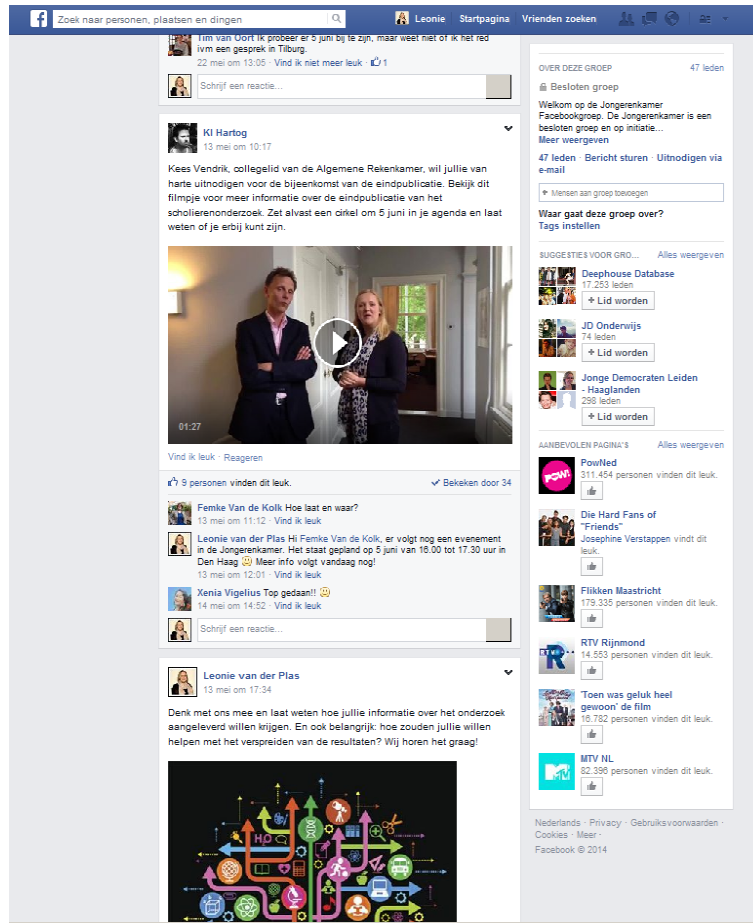 Zoek naar personen, plaatsen en dingen
Leonie
Startpagina
Vrienden zoeken
Tim van Oort Ik probeer er 5 juni bij te zijn, maar weet niet of ik het red
ivm een gesprek in Tilburg.
22 mei om 13:05 · Vind ik niet meer leuk · 1
Schrijf een reactie...
Kl Hartog
13 mei om 10:17
Kees Vendrik, collegelid van de Algemene Rekenkamer, wil jullie van
harte uitnodigen voor de bijeenkomst van de eindpublicatie. Bekijk dit
filmpje voor meer informatie over de eindpublicatie van het
scholierenonderzoek. Zet alvast een cirkel om 5 juni in je agenda en laat
weten of je erbij kunt zijn.
01:27
Vind ik leuk · Reageren
9 personen vinden dit leuk.
Bekeken door 34
Femke Van de Kolk Hoe laat en waar?
13 mei om 11:12 · Vind ik leuk
Leonie van der Plas Hi Femke Van de Kolk, er volgt nog een evenement
in de Jongerenkamer. Het staat gepland op 5 juni van 16.00 tot 17.30 uur in
Den Haag Meer info volgt vandaag nog!
13 mei om 12:01 · Vind ik leuk
Xenia Vigelius Top gedaan!!
14 mei om 14:52 · Vind ik leuk
Schrijf een reactie...
Leonie van der Plas
13 mei om 17:34
Denk met ons mee en laat weten hoe jullie informatie over het onderzoek
aangeleverd willen krijgen. En ook belangrijk: hoe zouden jullie willen
helpen met het verspreiden van de resultaten? Wij horen het graag!
H₂O
OVER DEZE GROEP
47 leden
Besloten groep
Welkom op de Jongerenkamer
Facebookgroep. De Jongerenkamer is een
besloten groep en op initiatie...
Meer weergeven
47 leden · Bericht sturen · Uitnodigen via
e-mail
+ Mensen aan groep toevoegen
Waar gaat deze groep over?
Tags instellen
SUGGESTIES VOOR GRO...
Alles weergeven
Deephouse Database
17.253 leden
+ Lid worden
JD Onderwijs
74 leden
+ Lid worden
Jonge Democraten Leiden
- Haaglanden
298 leden
+ Lid worden
AANBEVOLEN PAGINA'S
Alles weergeven
POW!
PowNed
311.454 personen vinden dit leuk.
Die Hard Fans of
"Friends"
Josephine Verstappen vindt dit
leuk.
Flikken Maastricht
179.335 personen vinden dit leuk.
RTV
R
RTV Rijnmond
14.553 personen vinden dit leuk.
'Toen was geluk heel
gewoon' de film
16.782 personen vinden dit leuk.
MTV
MTV NL
82.396 personen vinden dit leuk.
Nederlands · Privacy · Gebruiksvoorwaarden ·
Cookies · Meer ·
Facebook © 2014